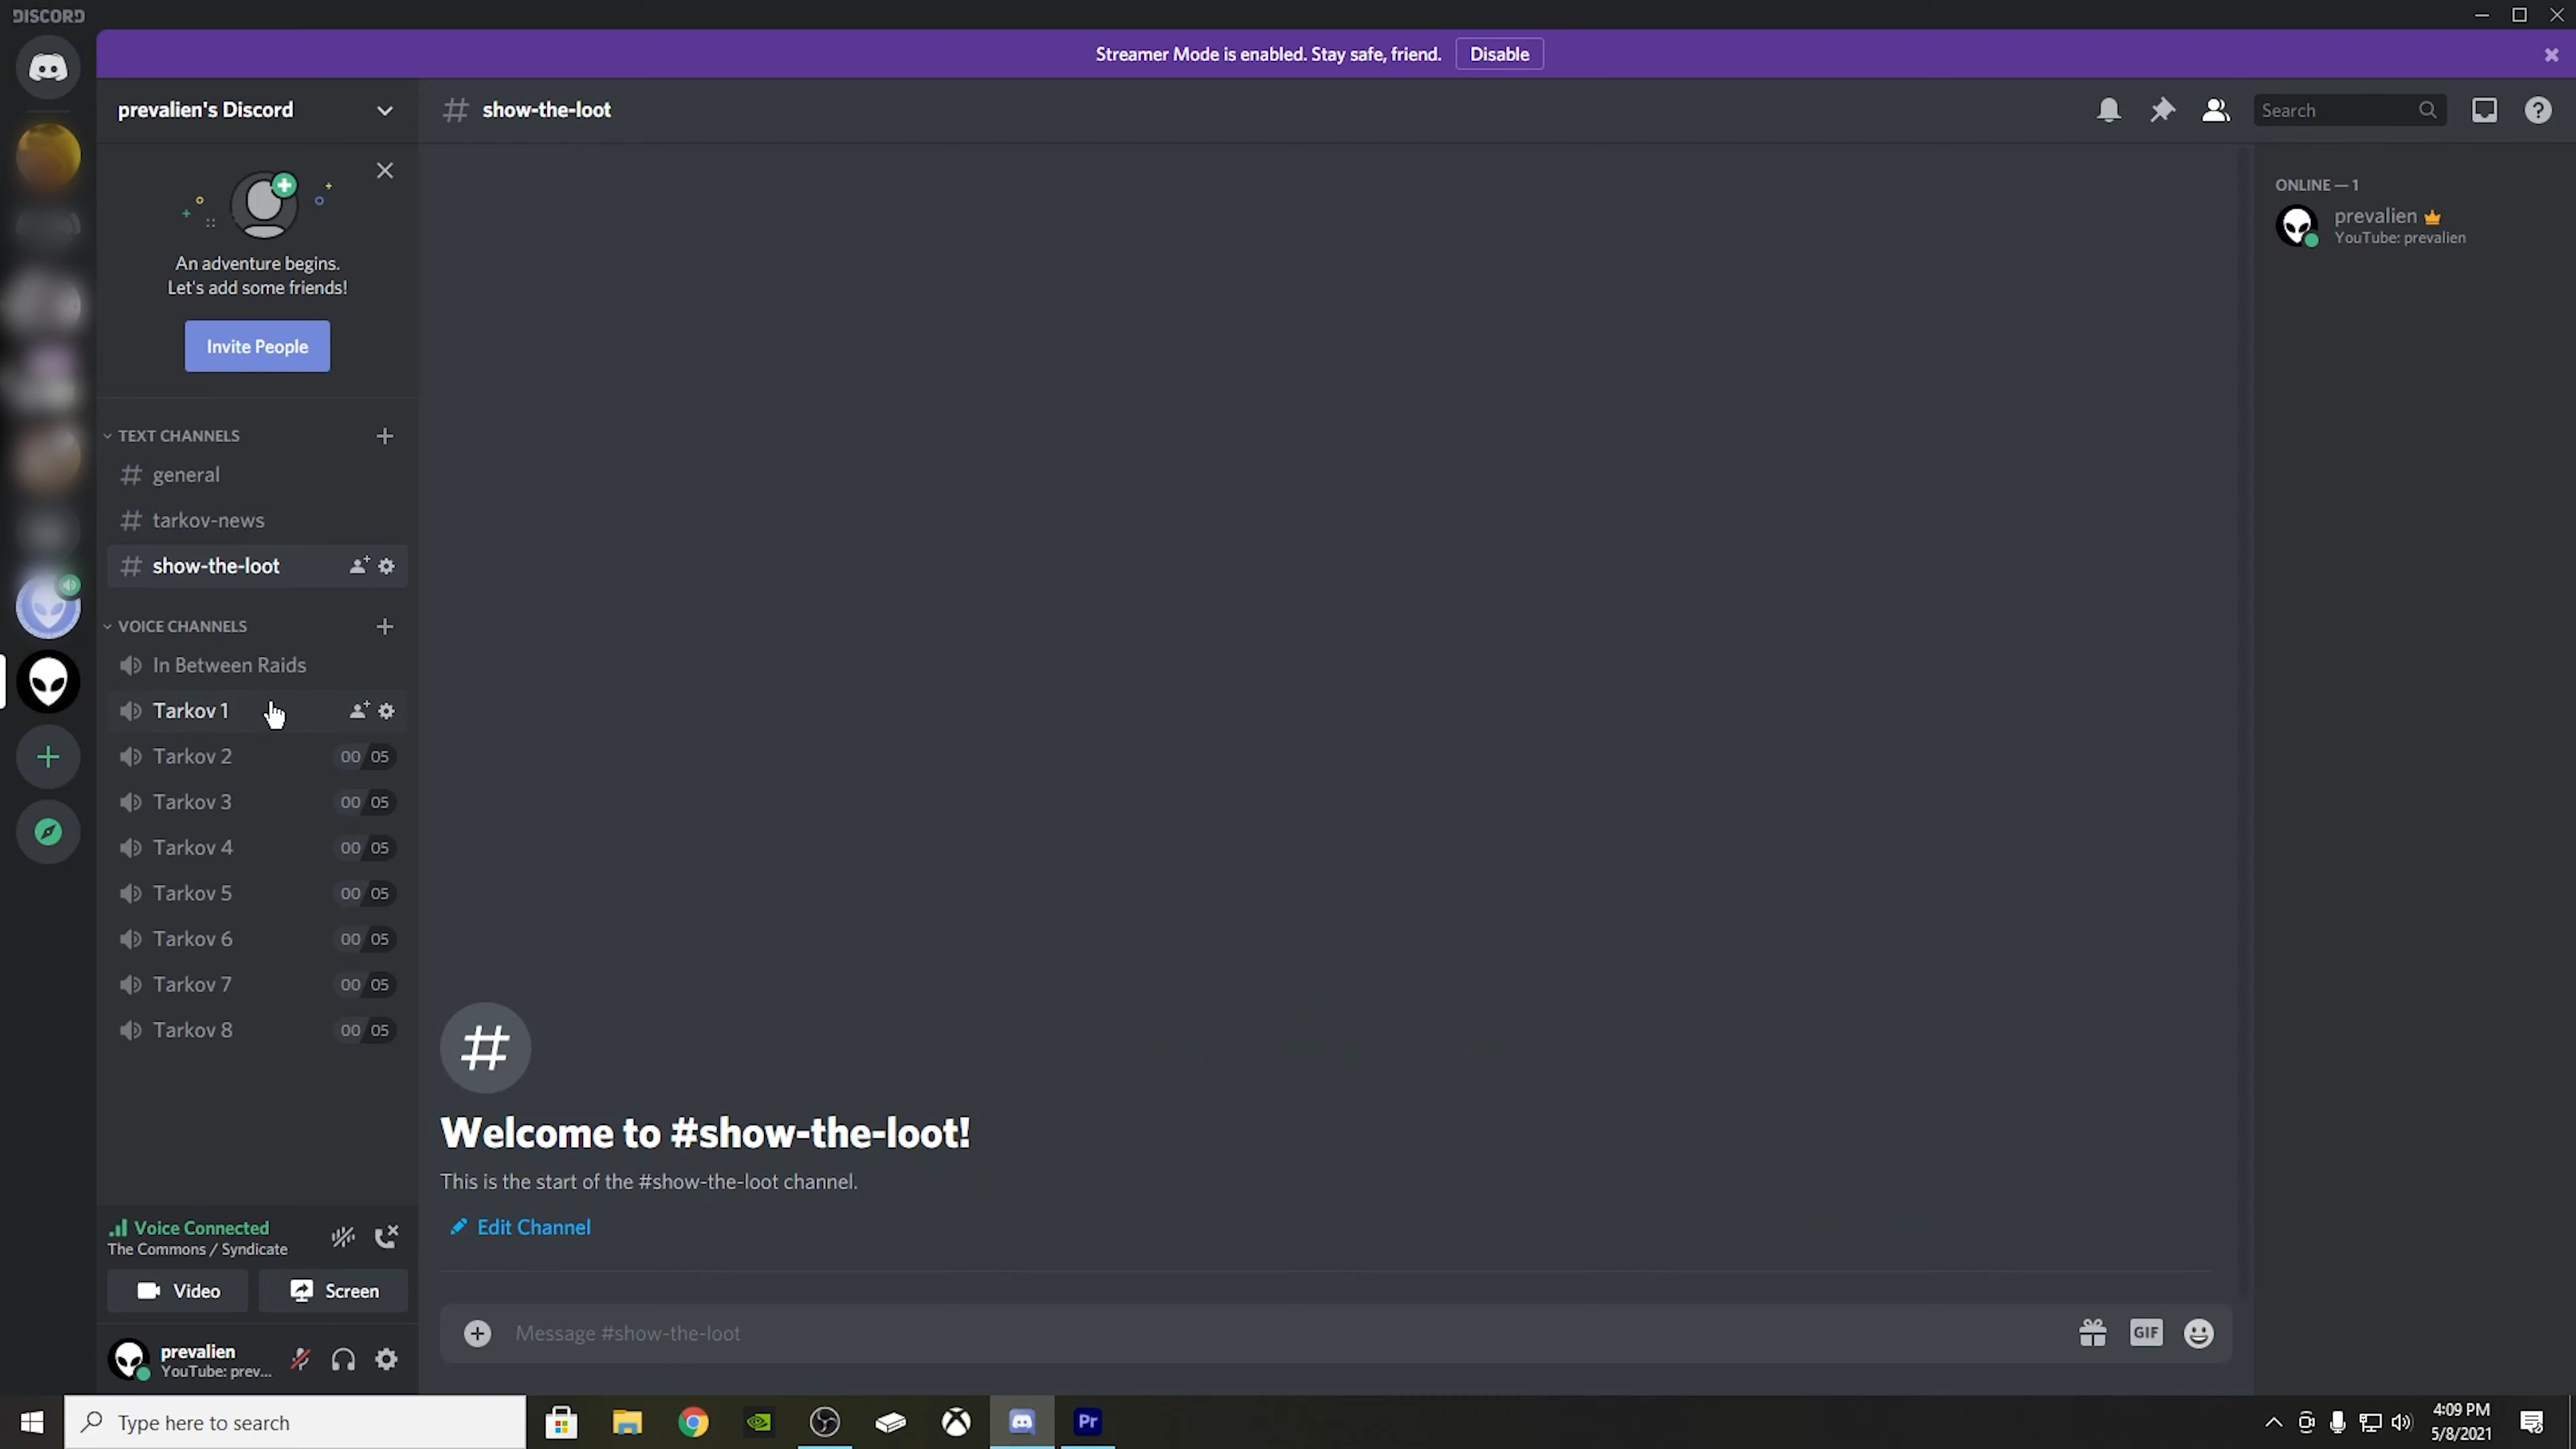 DISCORD
Streamer Mode is enabled. Stay safe, friend. Disable
prevalien's Discord
show-the-loot
Search
An adventure begins.
Let's add some friends!
Invite People
TEXT CHANNELS
general
tarkov-news
show-the-loot
VOICE CHANNELS
In Between Raids
Tarkov 1
Tarkov 2 00 05
Tarkov 3 00 05
Tarkov 4 00 05
Tarkov 5 00 05
Tarkov 6 00 05
Tarkov 7 00 05
Tarkov 8 00 05
Voice Connected
The Commons / Syndicate
Video Screen
prevalien
YouTube: prev...
Welcome to #show-the-loot!
This is the start of the #show-the-loot channel.
Edit Channel
Message #show-the-loot
GIF
ONLINE — 1
prevalien
YouTube: prevalien
Type here to search
Pr
4:09 PM
5/8/2021